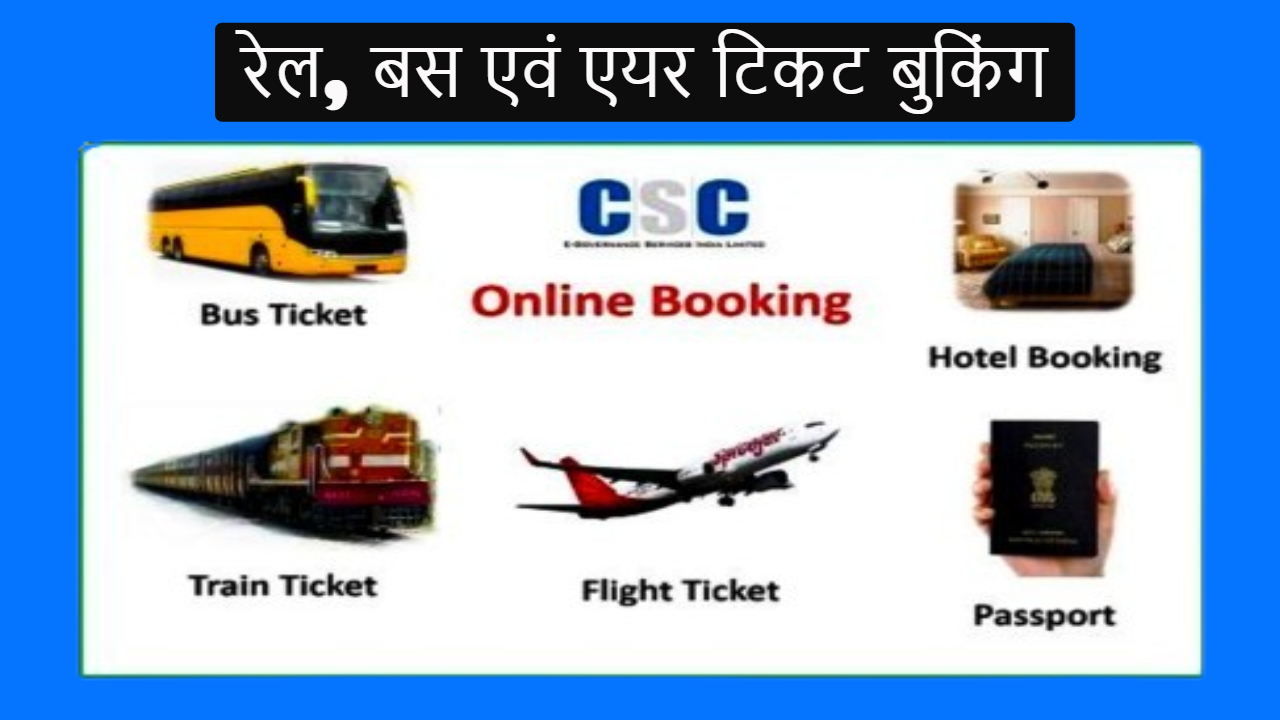 रेल, बस एवं एयर टिकट बुकिंग
CSC
E-GOVERNANCE SERVICES INDIA LIMITED
Online Booking
Bus Ticket
Hotel Booking
Train Ticket
Flight Ticket
Passport